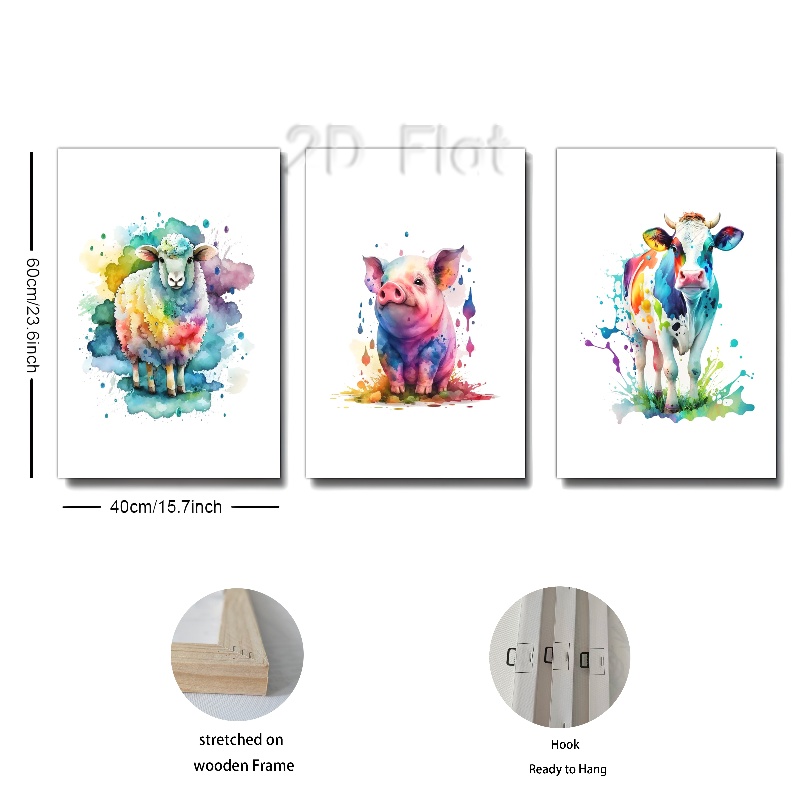 2D Flat
60cm/23.6inch
40cm/15.7inch
stretched on
wooden Frame
Hook
Ready to Hang